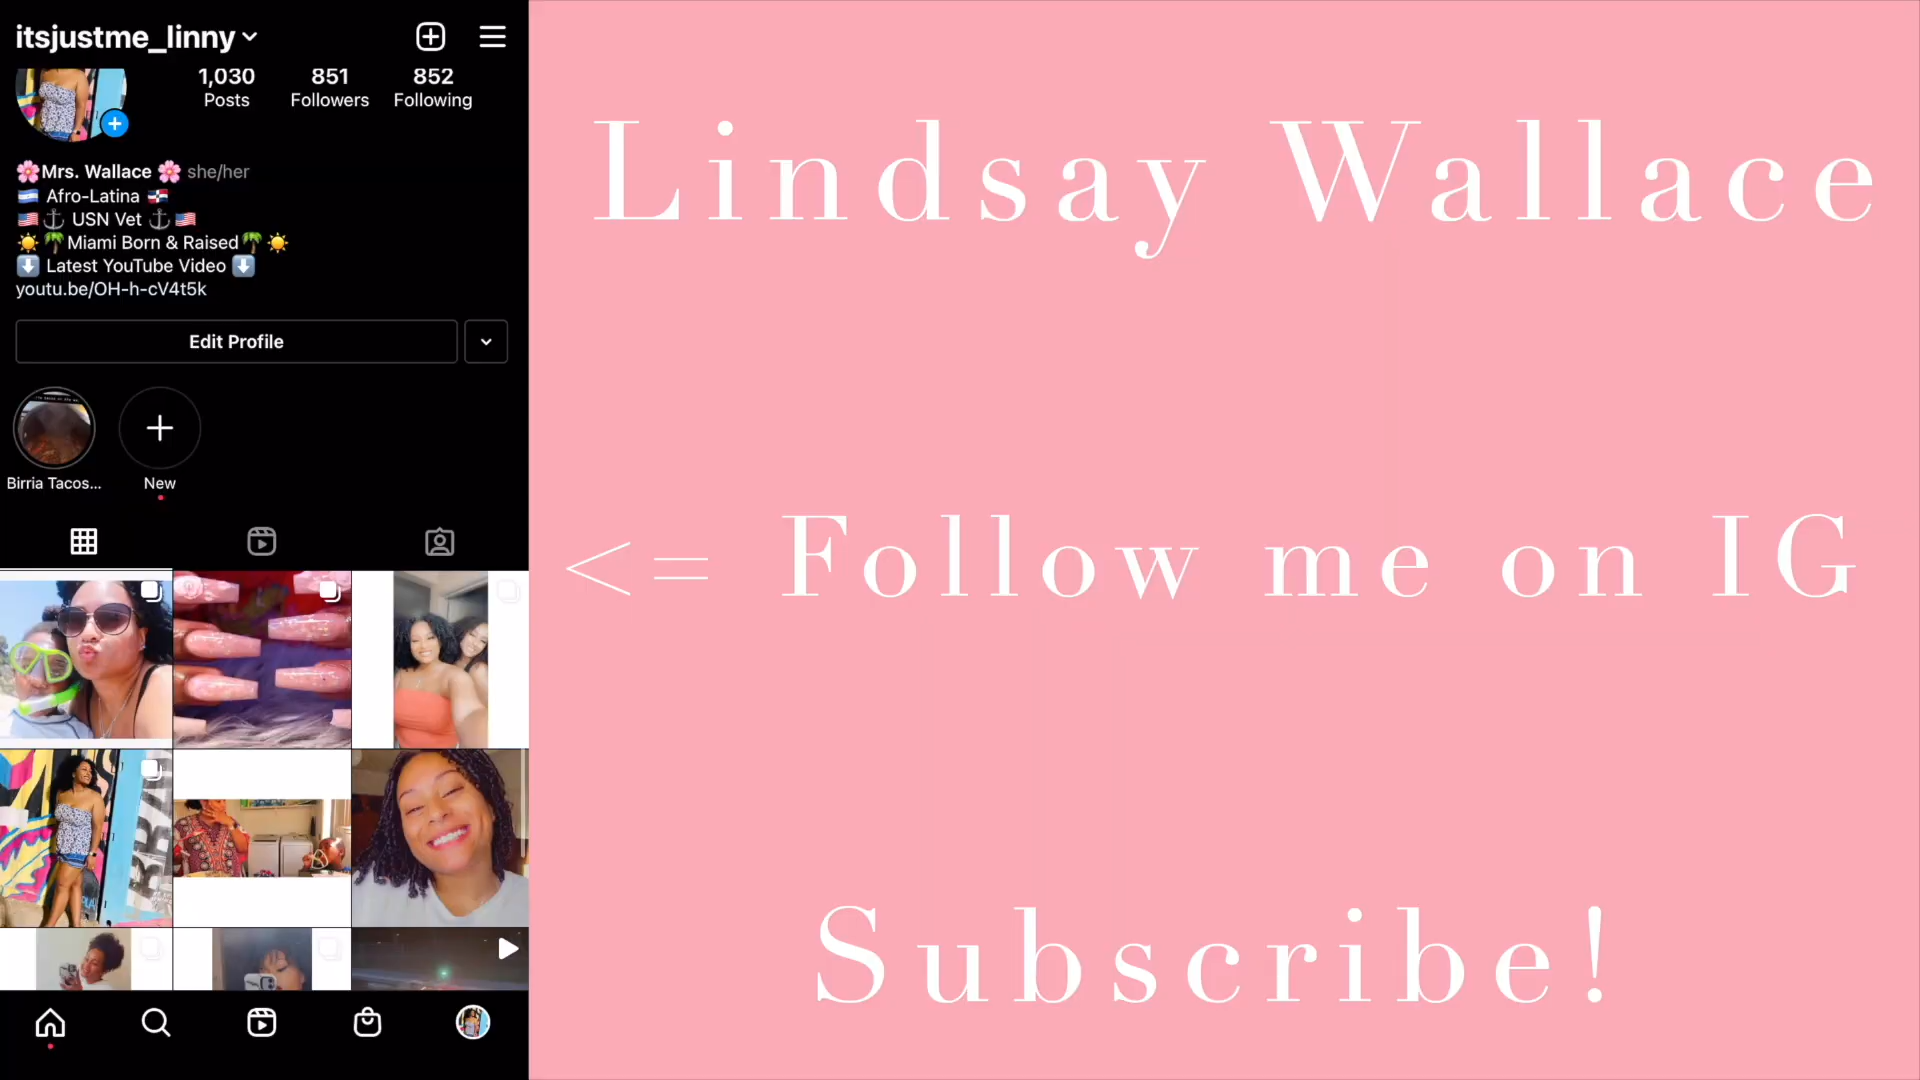 itsjustme_linny
1,030 851 852
Posts Followers Following
🌸Mrs. Wallace 🌸 she/her
🇭🇳 Afro-Latina 🇩🇴
🇺🇸⚓ USN Vet ⚓🇺🇸
☀️🌴Miami Born & Raised🌴☀️
⬇️ Latest YouTube Video ⬇️
youtu.be/OH-h-cV4t5k
Edit Profile
Birria Tacos... New
Lindsay Wallace
<= Follow me on IG
Subscribe!